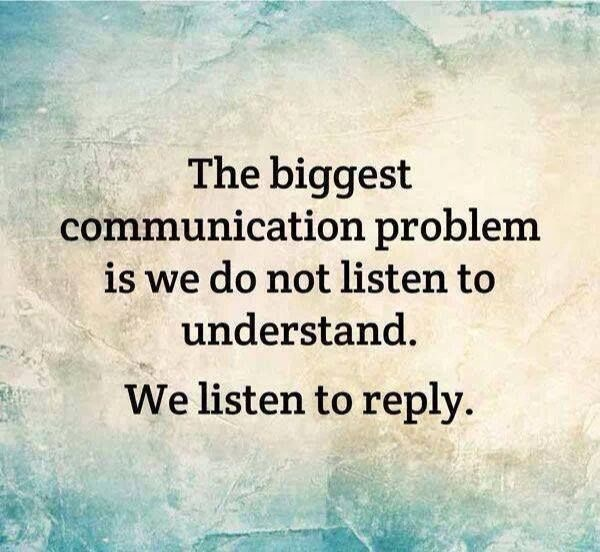 The biggest
communication problem
is we do not listen to
understand.
We listen to reply.